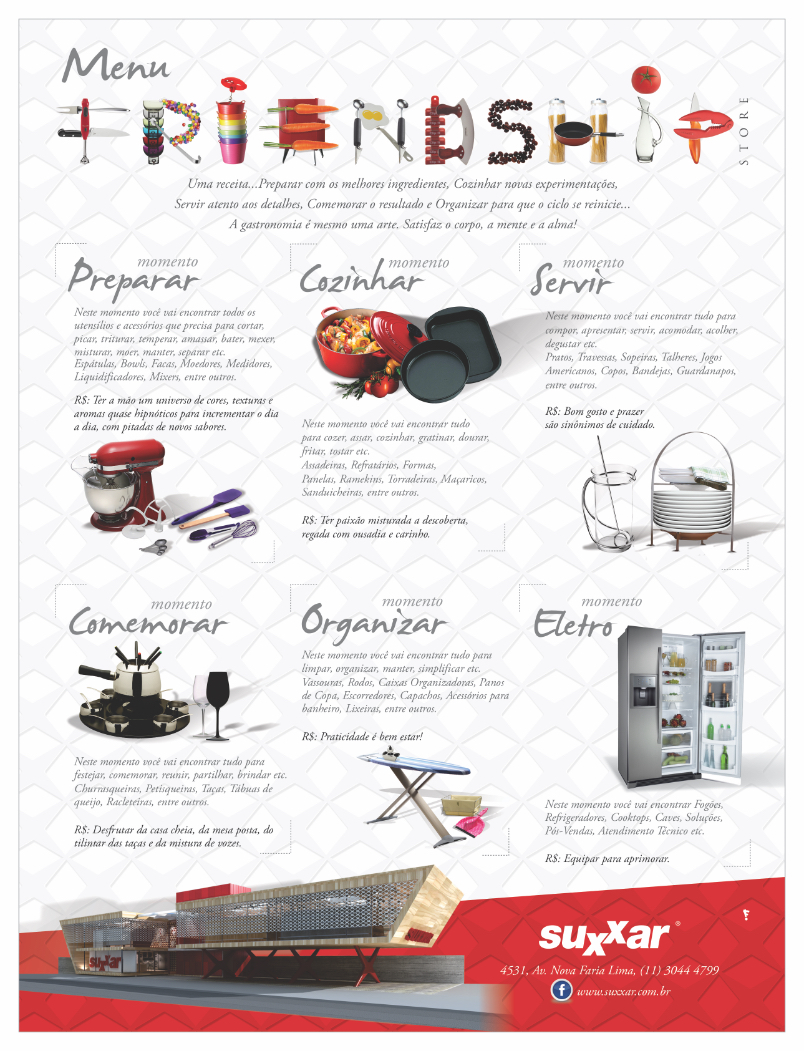 Menu
FRiENDSHiP
STORE
Uma receita...Preparar com os melhores ingredientes, Cozinhar novas experimentações,
Servir atento aos detalhes, Comemorar o resultado e Organizar para que o ciclo se reinicie...
A gastronomia é mesmo uma arte. Satisfaz o corpo, a mente e a alma!
momento
Preparar
Neste momento você vai encontrar todos os
utensílios e acessórios que precisa para cortar,
picar, triturar, temperar, amassar, bater, mexer,
misturar, moer, manter, separar etc.
Espátulas, Bowls, Facas, Moedores, Medidores,
Liquidificadores, Mixers, entre outros.
R$: Ter a mão um universo de cores, texturas e
aromas quase hipnóticos para incrementar o dia
a dia, com pitadas de novos sabores.
momento
Cozinhar
Neste momento você vai encontrar tudo
para cozer, assar, cozinhar, gratinar, dourar,
fritar, tostar etc.
Assadeiras, Refratários, Formas,
Panelas, Ramekins, Torradeiras, Maçaricos,
Sanduicheiras, entre outros.
R$: Ter paixão misturada a descoberta,
regada com ousadia e carinho.
momento
Servir
Neste momento você vai encontrar tudo para
compor, apresentar, servir, acomodar, acolher,
degustar etc.
Pratos, Travessas, Sopeiras, Talheres, Jogos
Americanos, Copos, Bandejas, Guardanapos,
entre outros.
R$: Bom gosto e prazer
são sinônimos de cuidado.
momento
Comemorar
Neste momento você vai encontrar tudo para
festejar, comemorar, reunir, partilhar, brindar etc.
Churrasqueiras, Petisqueiras, Taças, Tábuas de
queijo, Racleteiras, entre outros.
R$: Desfrutar da casa cheia, da mesa posta, do
tilintar das taças e da mistura de vozes.
momento
Organizar
Neste momento você vai encontrar tudo para
limpar, organizar, manter, simplificar etc.
Vassouras, Rodos, Caixas Organizadoras, Panos
de Copa, Escorredores, Capachos, Acessórios para
banheiro, Lixeiras, entre outros.
R$: Praticidade é bem estar!
momento
Eletro
Neste momento você vai encontrar Fogões,
Refrigeradores, Cooktops, Caves, Soluções,
Pós-Vendas, Atendimento Técnico etc.
R$: Equipar para aprimorar.
suxxar
suxxar®
4531, Av. Nova Faria Lima, (11) 3044 4799
f www.suxxar.com.br